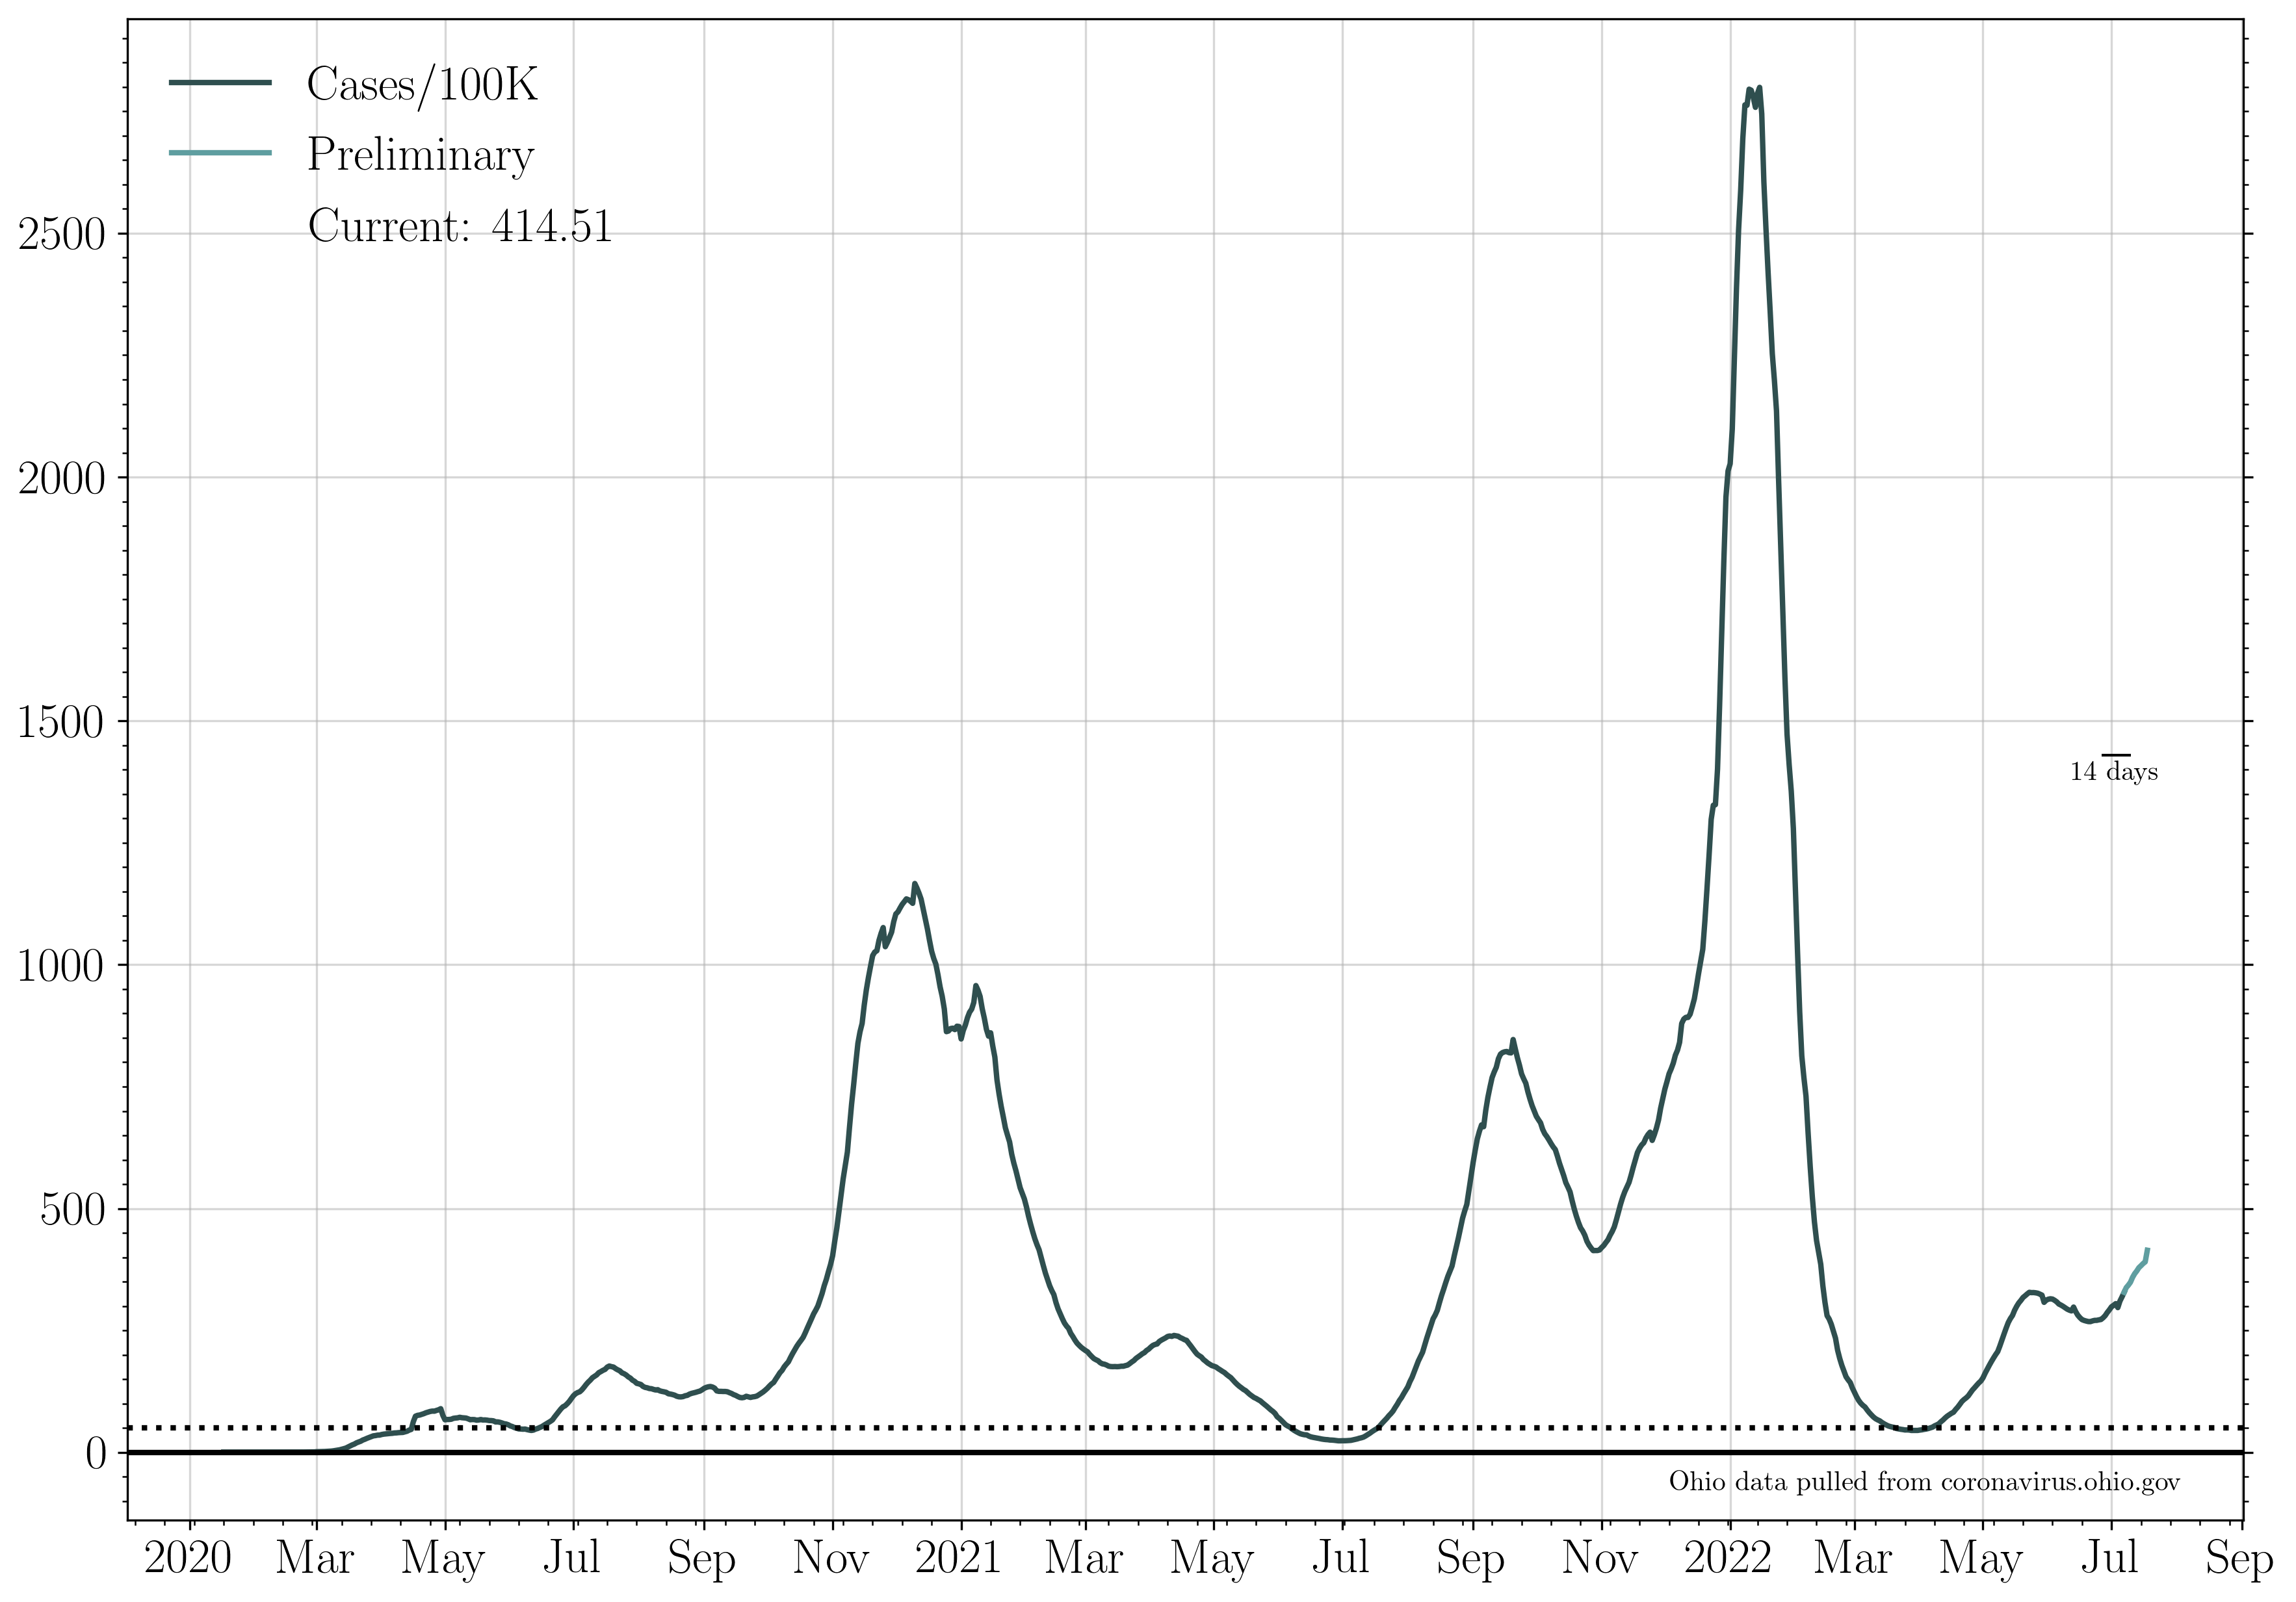 Cases/100K
Preliminary
Current: 414.51
2500
2000
1500
1000
500
0
14 days
Ohio data pulled from coronavirus.ohio.gov
2020 Mar May Jul Sep Nov 2021 Mar May Jul Sep Nov 2022 Mar May Jul Sep